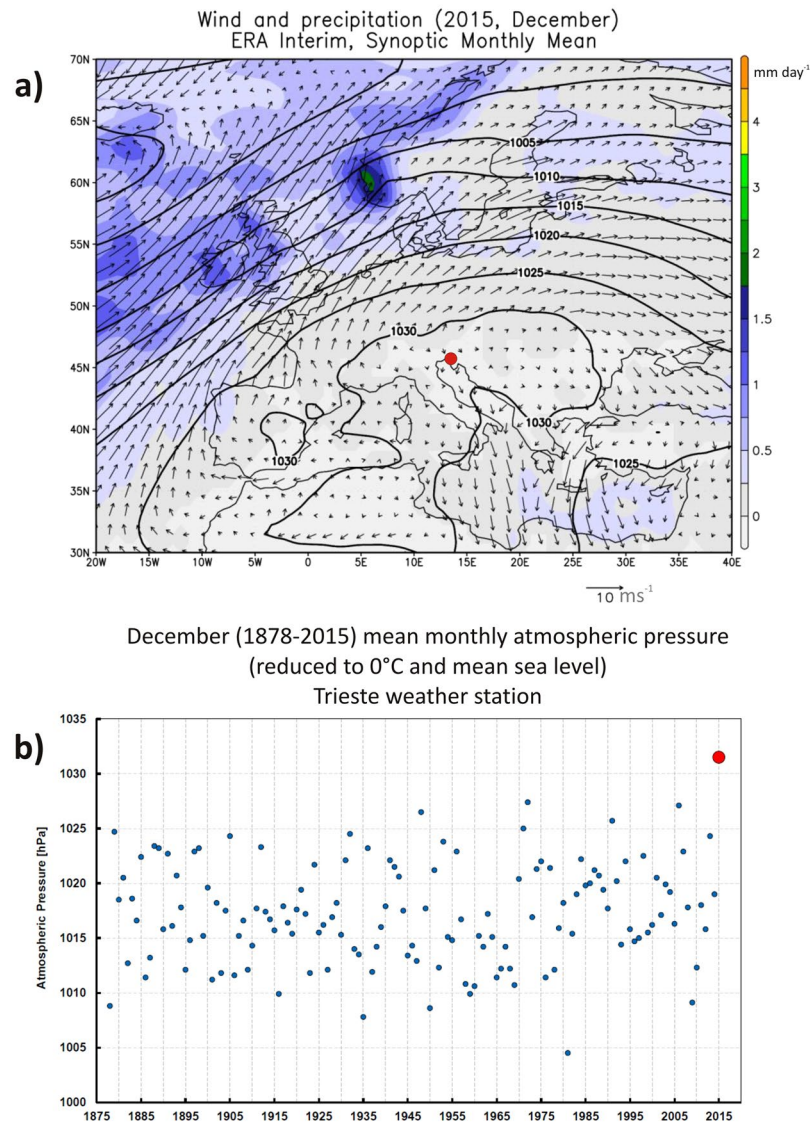 Wind and precipitation (2015, December)
ERA Interim, Synoptic Monthly Mean
a)
mm day-1
70N
65N
60N
55N
50N
45N
40N
35N
30N
1005
1010
1015
1020
1025
1030
1030
1030
1025
4
3
2
1.5
1
0.5
0
20W 15W 10W 5W 0 5E 10E 15E 20E 25E 30E 35E 40E
10 ms-1
December (1878-2015) mean monthly atmospheric pressure
(reduced to 0°C and mean sea level)
Trieste weather station
b)
Atmospheric Pressure [hPa]
1035
1030
1025
1020
1015
1010
1005
1000
1875 1885 1895 1905 1915 1925 1935 1945 1955 1965 1975 1985 1995 2005 2015